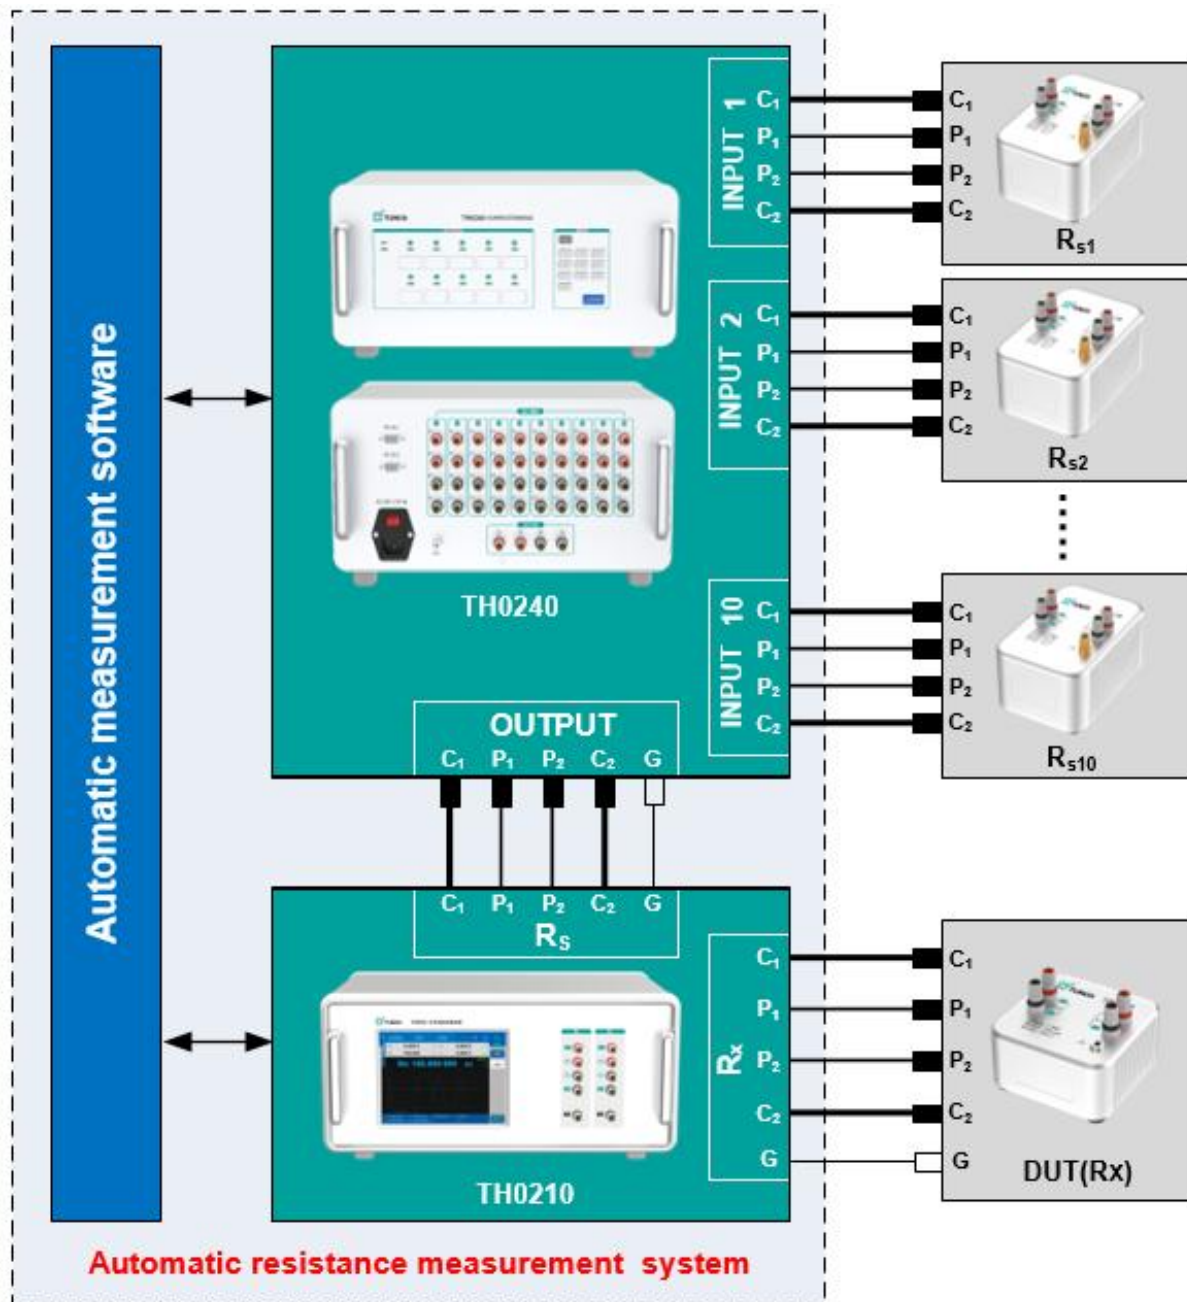 Automatic measurement software
INPUT 1
C₁
P₁
P₂
C₂
C₁
P₁
P₂
C₂
Rs1
INPUT 2
C₁
P₁
P₂
C₂
C₁
P₁
P₂
C₂
Rs2
TH0240
INPUT 10
C₁
P₁
P₂
C₂
C₁
P₁
P₂
C₂
Rs10
OUTPUT
C₁ P₁ P₂ C₂ G
C₁ P₁ P₂ C₂ G
RS
TH0210
Rx
C₁
P₁
P₂
C₂
G
C₁
P₁
P₂
C₂
G
DUT(Rx)
Automatic resistance measurement system